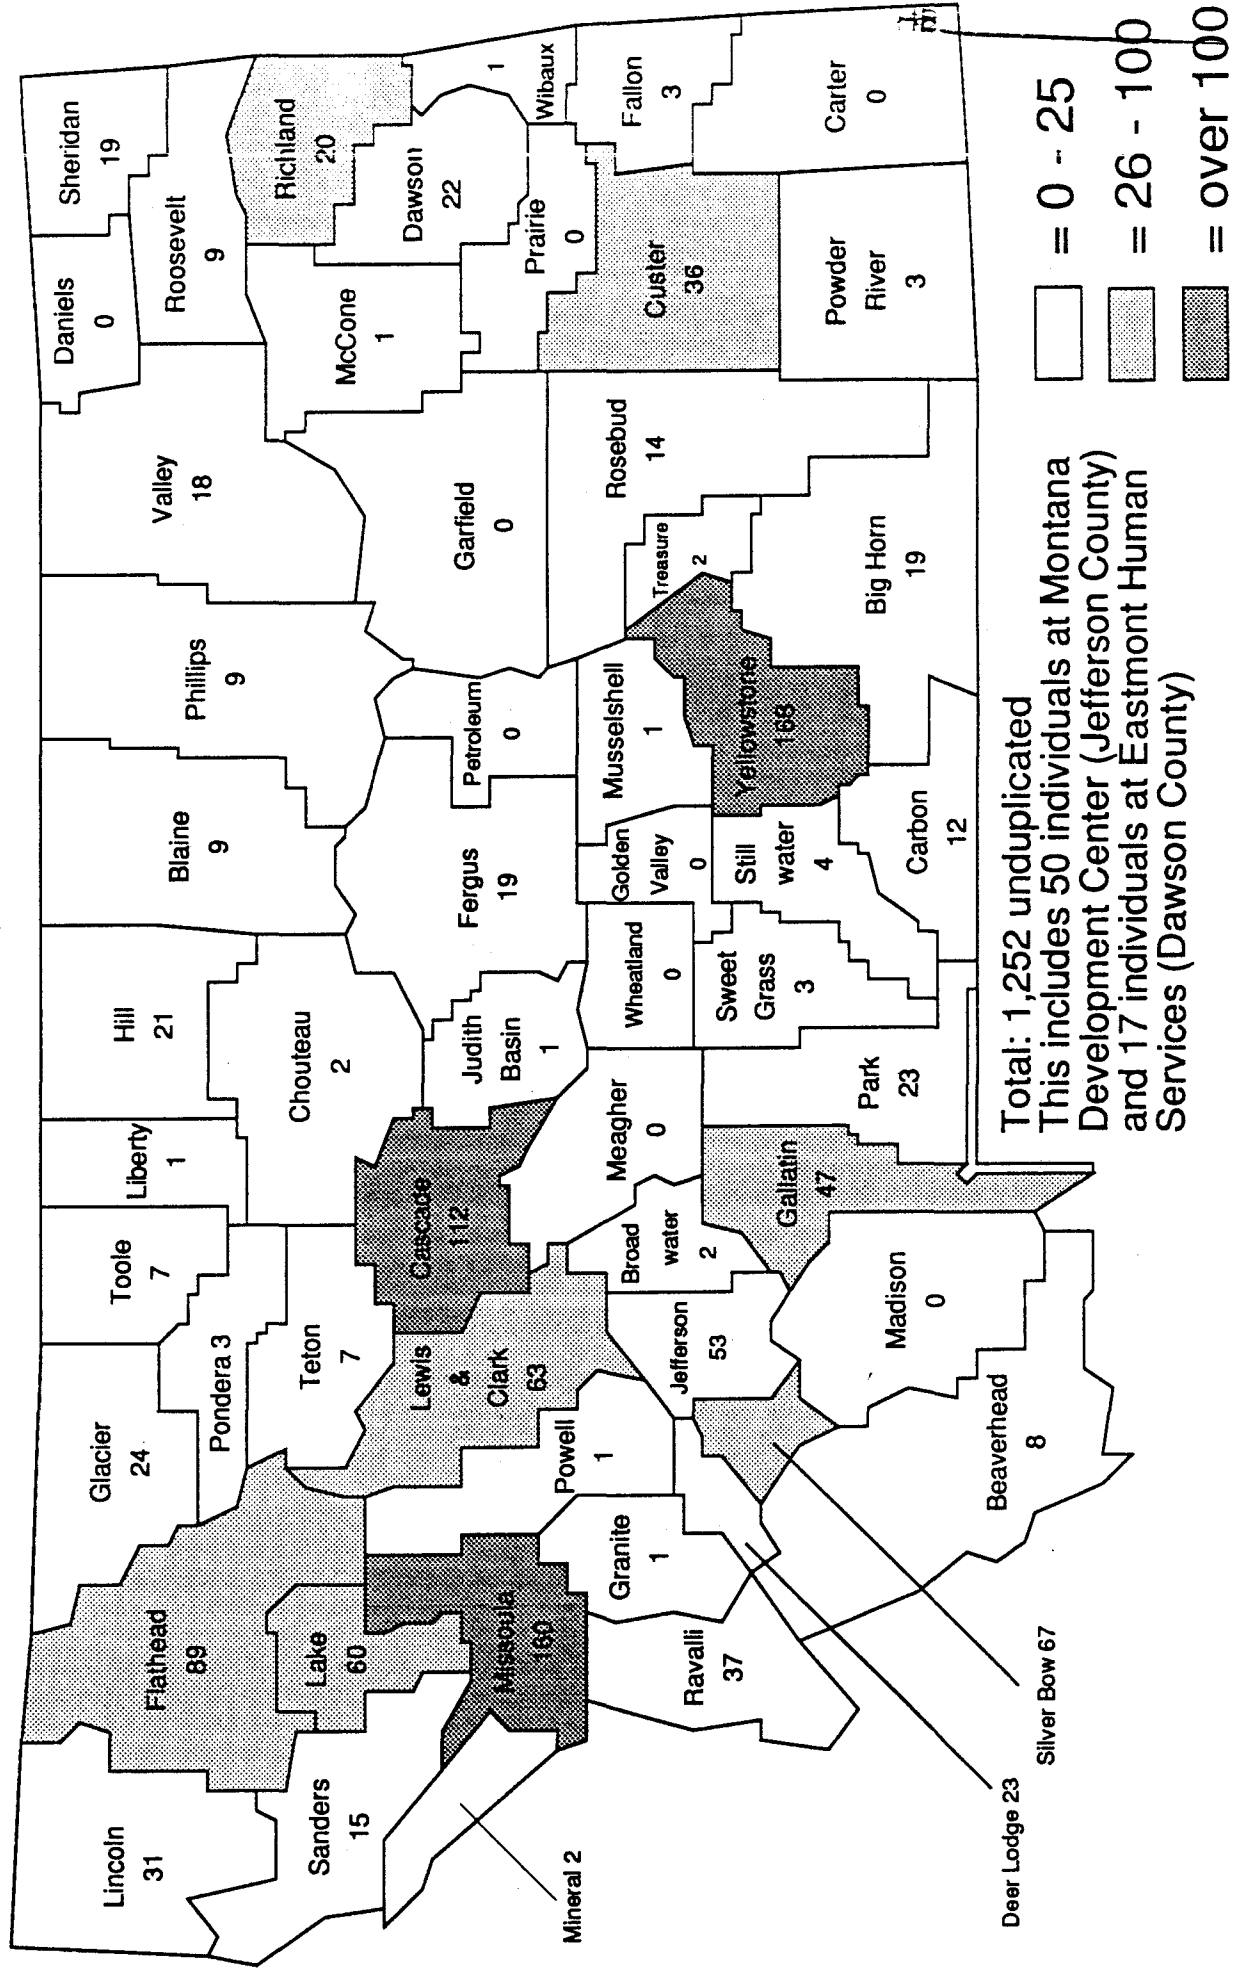 Lincoln
31
Flathead
89
Glacier
24
Toole
7
Liberty
1
Hill
21
Blaine
9
Phillips
9
Valley
18
Daniels
0
Sheridan
19
Roosevelt
9
Sanders
15
Lake
60
Pondera 3
Teton
7
Chouteau
2
Richland
20
McCone
1
Dawson
22
Wibaux
1
Mineral 2
Missoula
160
Powell
1
Lewis
&
Clark
63
Cascade
112
Judith
Basin
1
Fergus
19
Petroleum
0
Garfield
0
Prairie
0
Ravalli
37
Granite
1
Deer Lodge 23
Silver Bow 67
Jefferson
53
Broad
water
2
Meagher
0
Wheatland
0
Golden
Valley
0
Musselshell
1
Treasure
2
Rosebud
14
Custer
36
Fallon
3
Beaverhead
8
Madison
0
Gallatin
47
Park
23
Sweet
Grass
3
Still
water
4
Yellowstone
168
Carbon
12
Big Horn
19
Powder
River
3
Carter
0
Total: 1,252 unduplicated
This includes 50 individuals at Montana
Development Center (Jefferson County)
and 17 individuals at Eastmont Human
Services (Dawson County)
= 0 - 25
= 26 - 100
= over 100